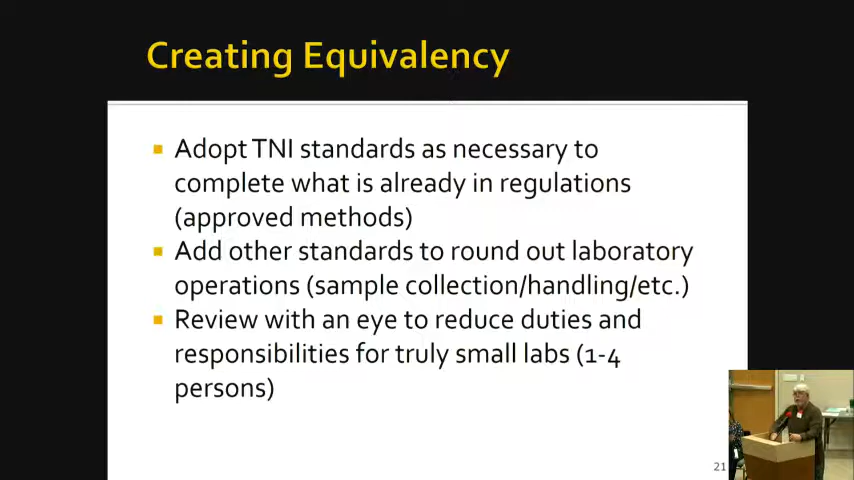 Creating Equivalency
Adopt TNI standards as necessary to
complete what is already in regulations
(approved methods)
Add other standards to round out laboratory
operations (sample collection/handling/etc.)
Review with an eye to reduce duties and
responsibilities for truly small labs (1-4
persons)
21